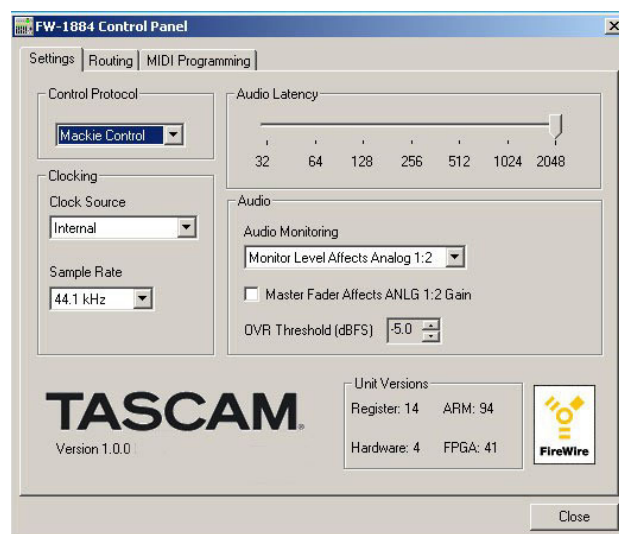 FW-1884 Control Panel
Settings Routing MIDI Programming
Control Protocol
Mackie Control
Clocking
Clock Source
Internal
Sample Rate
44.1 kHz
Audio Latency
32 64 128 256 512 1024 2048
Audio
Audio Monitoring
Monitor Level Affects Analog 1:2
Master Fader Affects ANLG 1:2 Gain
OVR Threshold (dBFS) -5.0
TASCAM.
Version 1.0.0
Unit Versions
Register: 14 ARM: 94
Hardware: 4 FPGA: 41
FireWire
Close